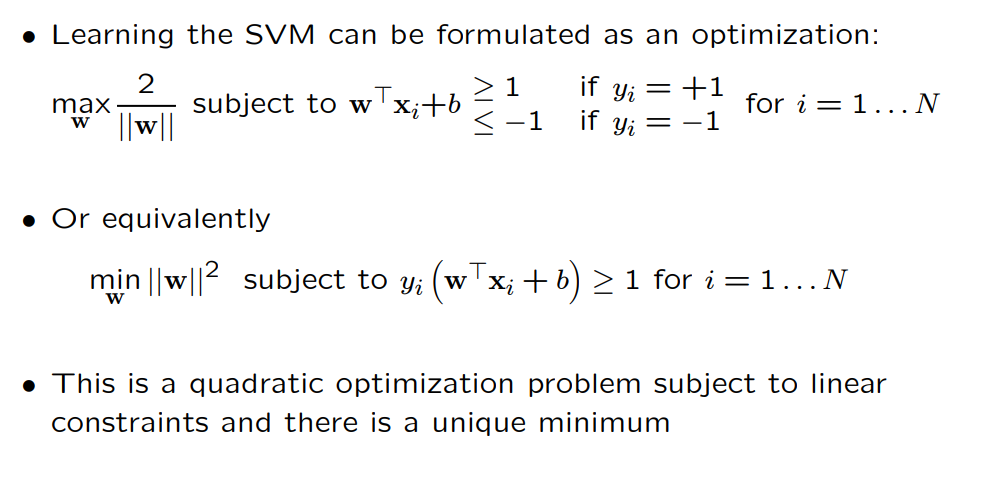 • Learning the SVM can be formulated as an optimization:
max_w 2/||w|| subject to w⊤xᵢ+b ≥ 1 if yᵢ = +1 for i = 1 … N
≤ −1 if yᵢ = −1
• Or equivalently
min_w ||w||² subject to yᵢ (w⊤xᵢ + b) ≥ 1 for i = 1 … N
• This is a quadratic optimization problem subject to linear
constraints and there is a unique minimum